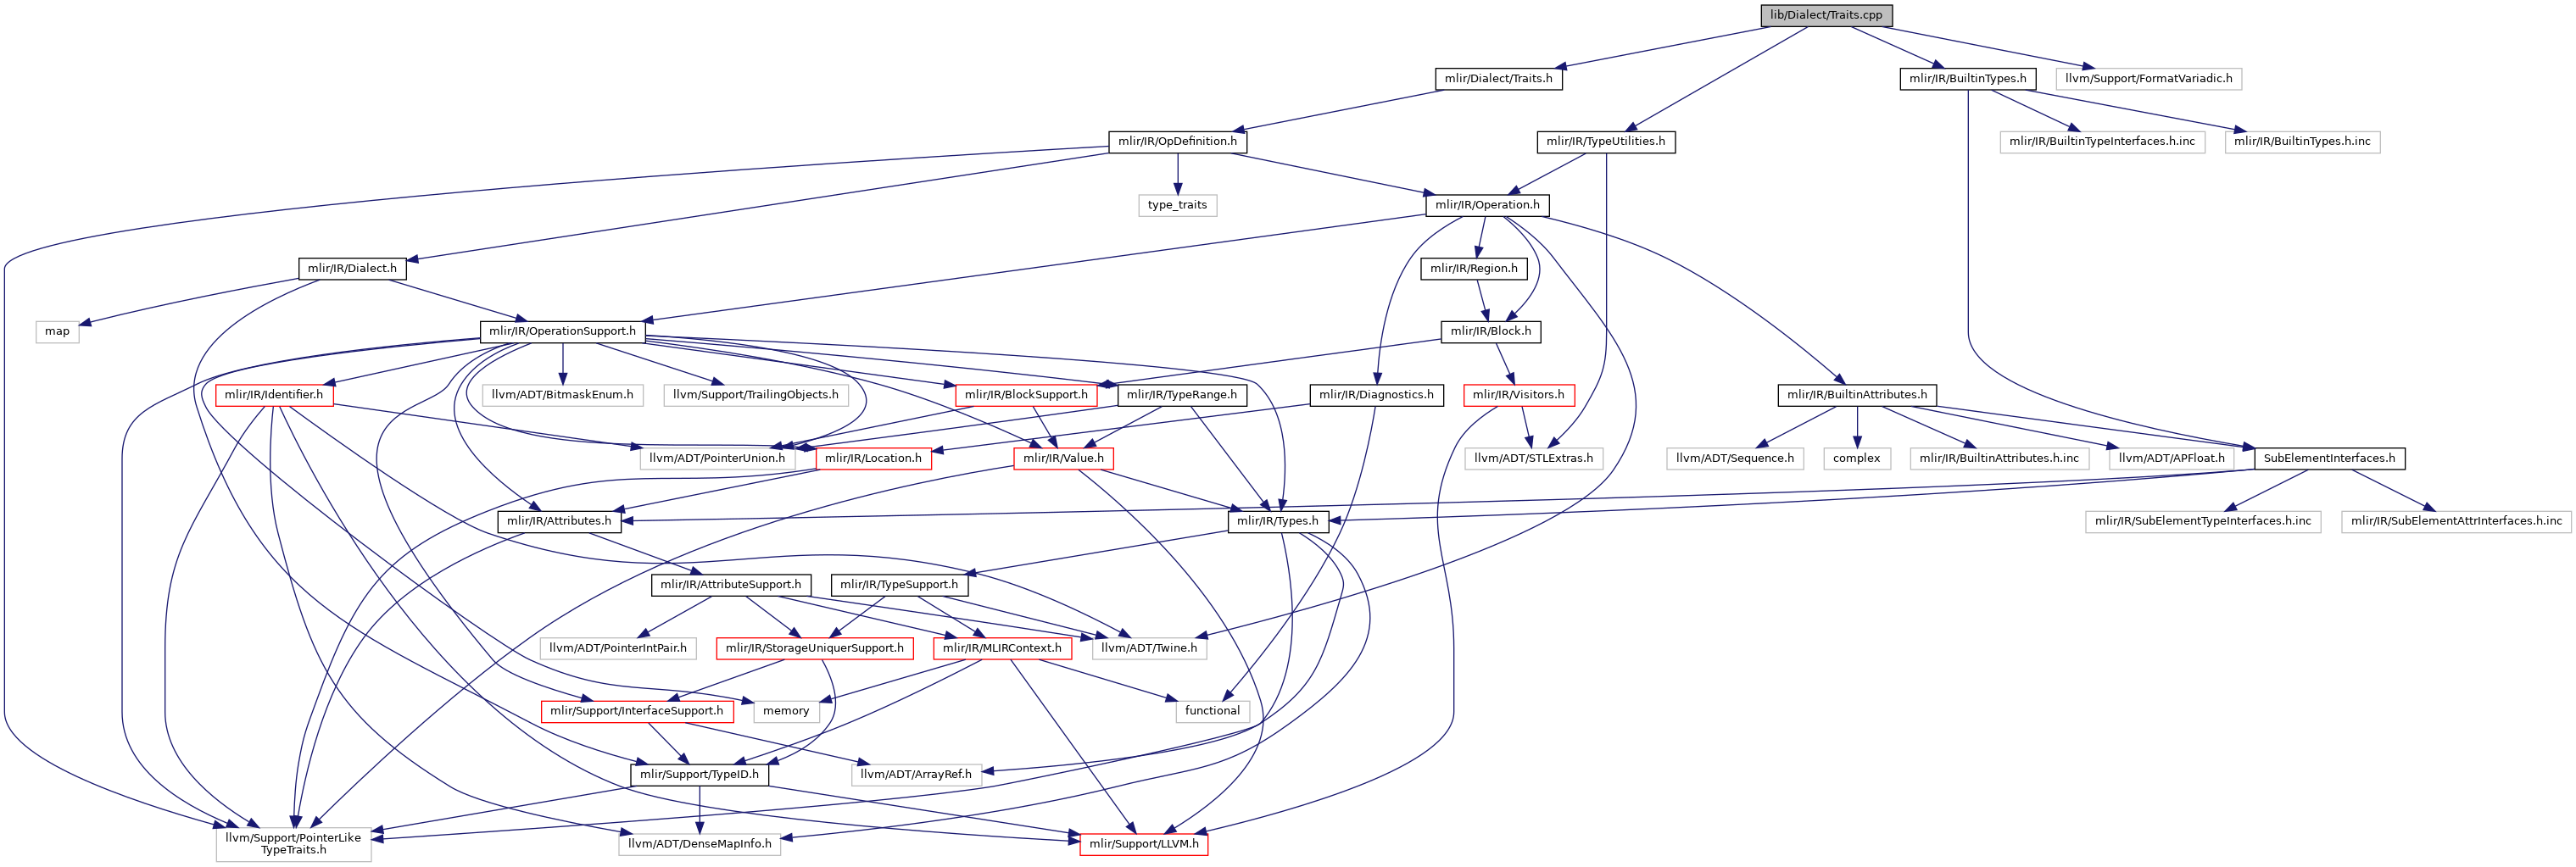 lib/Dialect/Traits.cpp
mlir/Dialect/Traits.h
mlir/IR/BuiltinTypes.h
llvm/Support/FormatVariadic.h
mlir/IR/OpDefinition.h
mlir/IR/TypeUtilities.h
mlir/IR/BuiltinTypeInterfaces.h.inc
mlir/IR/BuiltinTypes.h.inc
type_traits
mlir/IR/Operation.h
mlir/IR/Dialect.h
mlir/IR/Region.h
map
mlir/IR/OperationSupport.h
mlir/IR/Block.h
mlir/IR/Identifier.h
llvm/ADT/BitmaskEnum.h
llvm/Support/TrailingObjects.h
mlir/IR/BlockSupport.h
mlir/IR/TypeRange.h
mlir/IR/Diagnostics.h
mlir/IR/Visitors.h
mlir/IR/BuiltinAttributes.h
llvm/ADT/PointerUnion.h
mlir/IR/Location.h
mlir/IR/Value.h
llvm/ADT/STLExtras.h
llvm/ADT/Sequence.h
complex
mlir/IR/BuiltinAttributes.h.inc
llvm/ADT/APFloat.h
SubElementInterfaces.h
mlir/IR/Attributes.h
mlir/IR/Types.h
mlir/IR/SubElementTypeInterfaces.h.inc
mlir/IR/SubElementAttrInterfaces.h.inc
mlir/IR/AttributeSupport.h
mlir/IR/TypeSupport.h
llvm/ADT/PointerIntPair.h
mlir/IR/StorageUniquerSupport.h
mlir/IR/MLIRContext.h
llvm/ADT/Twine.h
mlir/Support/InterfaceSupport.h
memory
functional
mlir/Support/TypeID.h
llvm/ADT/ArrayRef.h
llvm/Support/PointerLike
TypeTraits.h
llvm/ADT/DenseMapInfo.h
mlir/Support/LLVM.h